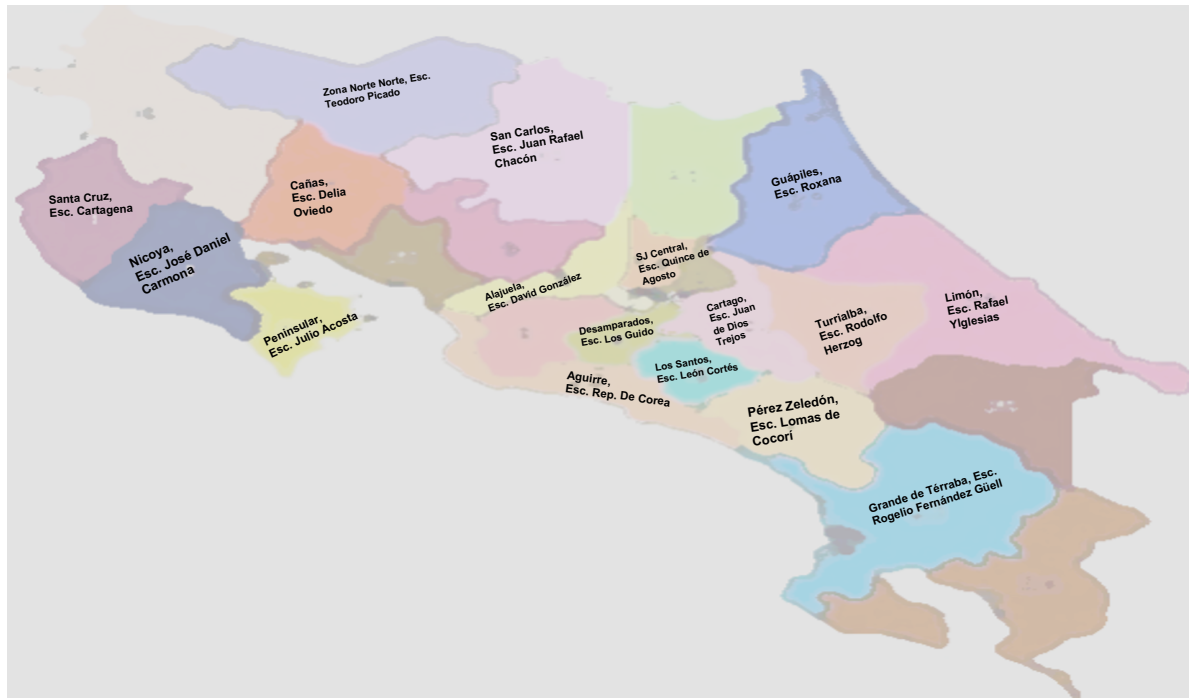 Zona Norte Norte, Esc.
Teodoro Picado
San Carlos,
Esc. Juan Rafael
Chacón
Guápiles,
Esc. Roxana
Santa Cruz,
Esc. Cartagena
Cañas,
Esc. Delia
Oviedo
Nicoya,
Esc. José Daniel
Carmona
SJ Central,
Esc. Quince de
Agosto
Alajuela,
Esc. David González
Peninsular,
Esc. Julio Acosta
Desamparados,
Esc. Los Guido
Cartago,
Esc. Juan
de Dios
Trejos
Turrialba,
Esc. Rodolfo
Herzog
Limón,
Esc. Rafael
YIglesias
Los Santos,
Esc. León Cortés
Aguirre,
Esc. Rep. De Corea
Pérez Zeledón,
Esc. Lomas de
Cocorí
Grande de Térraba, Esc.
Rogelio Fernández Güell